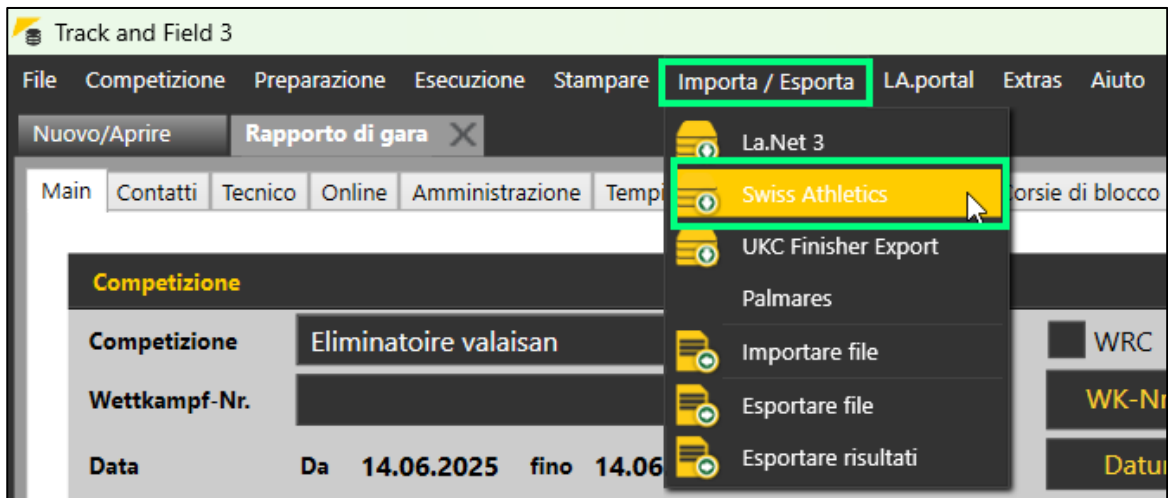 Track and Field 3
File Competizione Preparazione Esecuzione Stampare Importa / Esporta LA.portal Extras Aiuto
Nuovo/Aprire Rapporto di gara
La.Net 3
Main Contatti Tecnico Online Amministrazione Tempi
Swiss Athletics
di blocco
UKC Finisher Export
Competizione
Palmares
Competizione Eliminatoire valaisan
Importare file
WRC
Wettkampf-Nr.
Esportare file
WK-Nr
Data Da 14.06.2025 fino 14.06
Esportare risultati